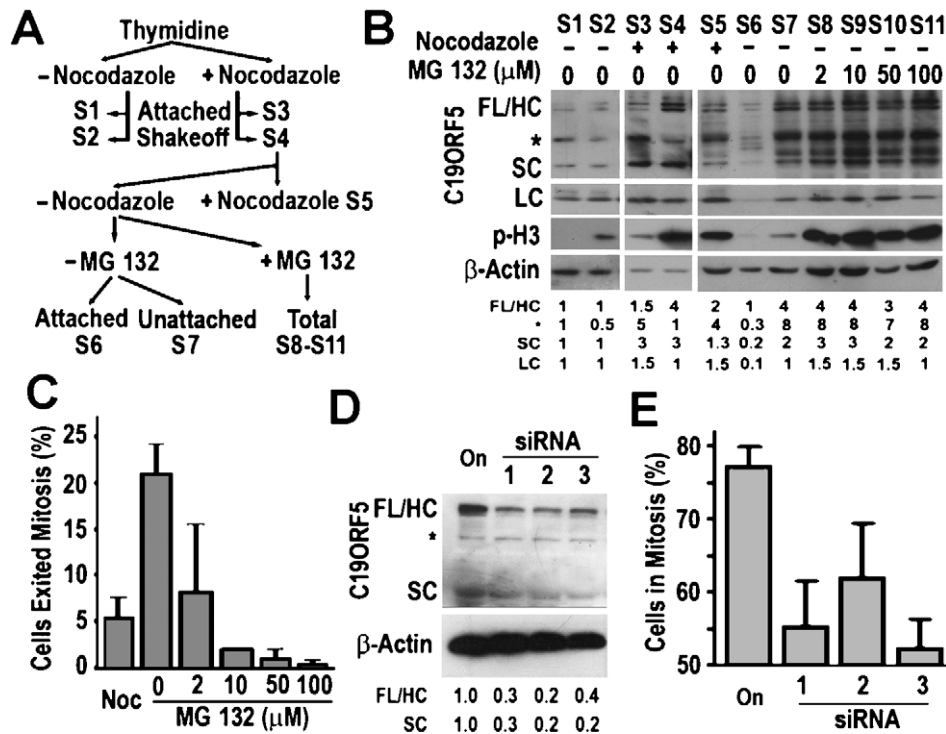 A
Thymidine
–Nocodazole +Nocodazole
S1 Attached S3
S2 Shakeoff S4
–Nocodazole +Nocodazole S5
–MG 132 +MG 132
Attached Unattached Total
S6 S7 S8-S11
B
S1 S2 S3 S4 S5 S6 S7 S8 S9 S10 S11
Nocodazole – – + + + – – – – – –
MG 132 (μM) 0 0 0 0 0 0 0 2 10 50 100
C19ORF5
FL/HC
*
SC
LC
p-H3
β-Actin
FL/HC 1 1 1.5 4 2 1 4 4 4 3 4
* 1 0.5 5 1 4 0.3 8 8 8 7 8
SC 1 1 3 3 1.3 0.2 2 3 3 2 2
LC 1 1 1.5 1 1.5 0.1 1 1.5 1.5 1.5 1
C
Cells Exited Mitosis (%)
25
20
15
10
5
0
Noc 0 2 10 50 100
MG 132 (μM)
D
siRNA
On 1 2 3
C19ORF5
FL/HC
*
SC
β-Actin
FL/HC 1.0 0.3 0.2 0.4
SC 1.0 0.3 0.2 0.2
E
Cells in Mitosis (%)
80
70
60
50
On 1 2 3
siRNA